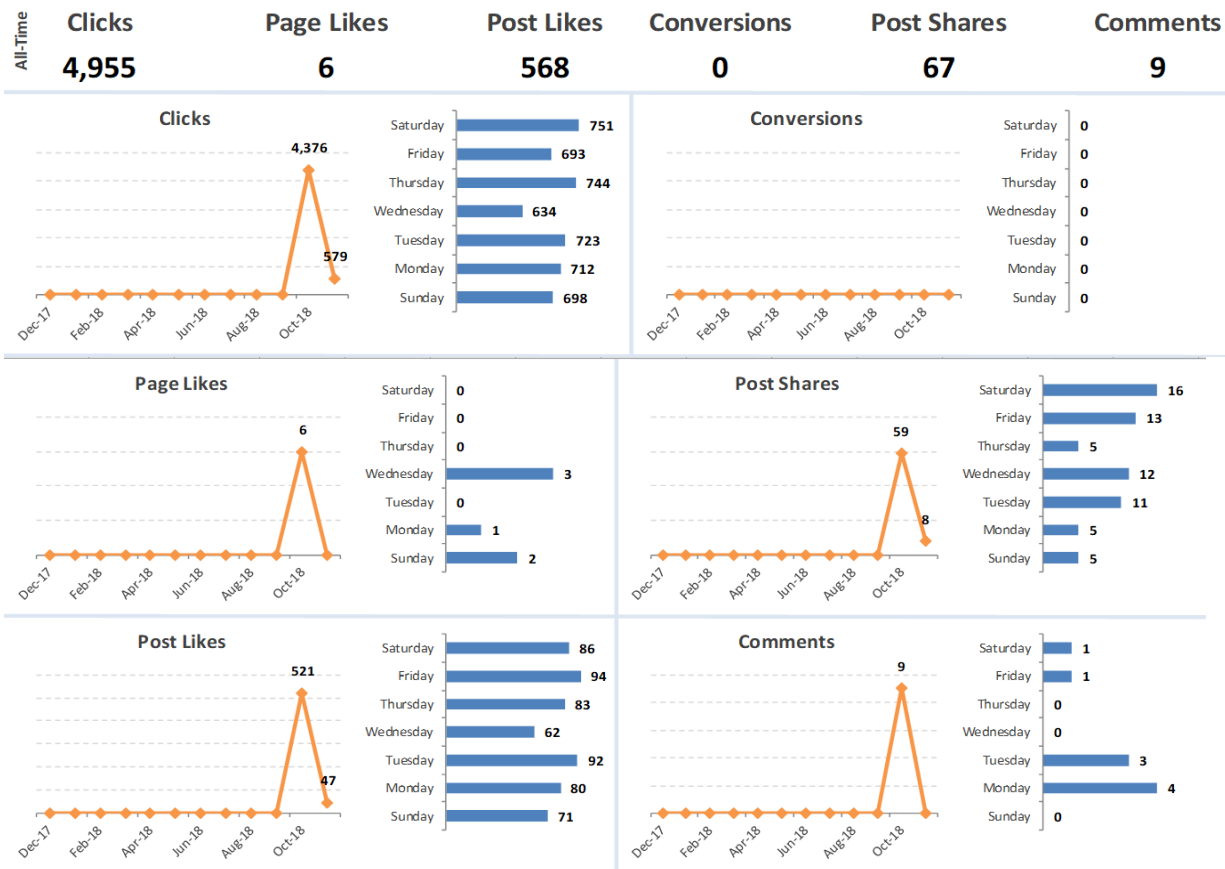 All-Time
Clicks Page Likes Post Likes Conversions Post Shares Comments
4,955 6 568 0 67 9
Clicks
4,376
579
Dec-17 Feb-18 Apr-18 Jun-18 Aug-18 Oct-18
Saturday 751
Friday 693
Thursday 744
Wednesday 634
Tuesday 723
Monday 712
Sunday 698
Conversions
Dec-17 Feb-18 Apr-18 Jun-18 Aug-18 Oct-18
Saturday 0
Friday 0
Thursday 0
Wednesday 0
Tuesday 0
Monday 0
Sunday 0
Page Likes
6
Dec-17 Feb-18 Apr-18 Jun-18 Aug-18 Oct-18
Saturday 0
Friday 0
Thursday 0
Wednesday 3
Tuesday 0
Monday 1
Sunday 2
Post Shares
59
8
Dec-17 Feb-18 Apr-18 Jun-18 Aug-18 Oct-18
Saturday 16
Friday 13
Thursday 5
Wednesday 12
Tuesday 11
Monday 5
Sunday 5
Post Likes
521
47
Dec-17 Feb-18 Apr-18 Jun-18 Aug-18 Oct-18
Saturday 86
Friday 94
Thursday 83
Wednesday 62
Tuesday 92
Monday 80
Sunday 71
Comments
9
Dec-17 Feb-18 Apr-18 Jun-18 Aug-18 Oct-18
Saturday 1
Friday 1
Thursday 0
Wednesday 0
Tuesday 3
Monday 4
Sunday 0